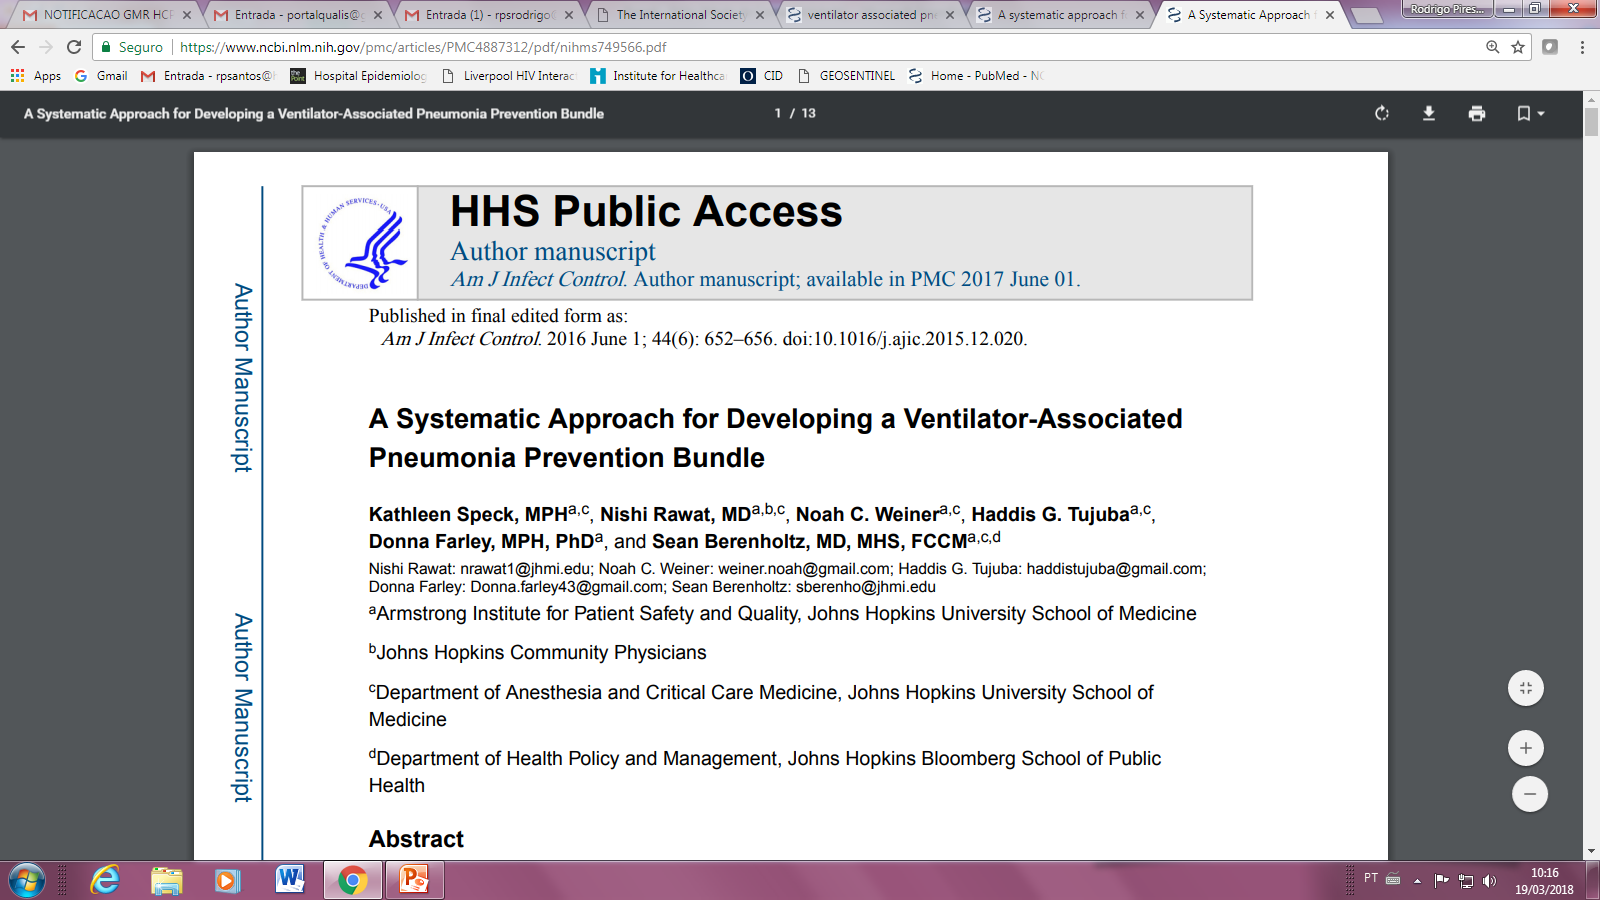 NOTIFICACAO GMR HCP
Entrada - portalqualis@g
Entrada (1) - rpsrodrigo@
The International Society
ventilator associated pne
A systematic approach f
A Systematic Approach f
Rodrigo Pires...
Seguro
https://www.ncbi.nlm.nih.gov/pmc/articles/PMC4887312/pdf/nihms749566.pdf
Apps
Gmail
Entrada - rpsantos@h
Hospital Epidemiolog
Liverpool HIV Interac
Institute for Healthca
CID
GEOSENTINEL
Home - PubMed - NC
A Systematic Approach for Developing a Ventilator-Associated Pneumonia Prevention Bundle
1 / 13
DEPARTMENT OF HEALTH & HUMAN SERVICES·USA
HHS Public Access
Author manuscript
Am J Infect Control. Author manuscript; available in PMC 2017 June 01.
Published in final edited form as:
Am J Infect Control. 2016 June 1; 44(6): 652–656. doi:10.1016/j.ajic.2015.12.020.
Author Manuscript
A Systematic Approach for Developing a Ventilator-Associated
Pneumonia Prevention Bundle
Kathleen Speck, MPHa,c, Nishi Rawat, MDa,b,c, Noah C. Weinera,c, Haddis G. Tujubaa,c,
Donna Farley, MPH, PhDa, and Sean Berenholtz, MD, MHS, FCCMa,c,d
Nishi Rawat: nrawat1@jhmi.edu; Noah C. Weiner: weiner.noah@gmail.com; Haddis G. Tujuba: haddistujuba@gmail.com;
Donna Farley: Donna.farley43@gmail.com; Sean Berenholtz: sberenho@jhmi.edu
aArmstrong Institute for Patient Safety and Quality, Johns Hopkins University School of Medicine
bJohns Hopkins Community Physicians
cDepartment of Anesthesia and Critical Care Medicine, Johns Hopkins University School of
Medicine
dDepartment of Health Policy and Management, Johns Hopkins Bloomberg School of Public
Health
Author Manuscript
Abstract
PT
10:16
19/03/2018